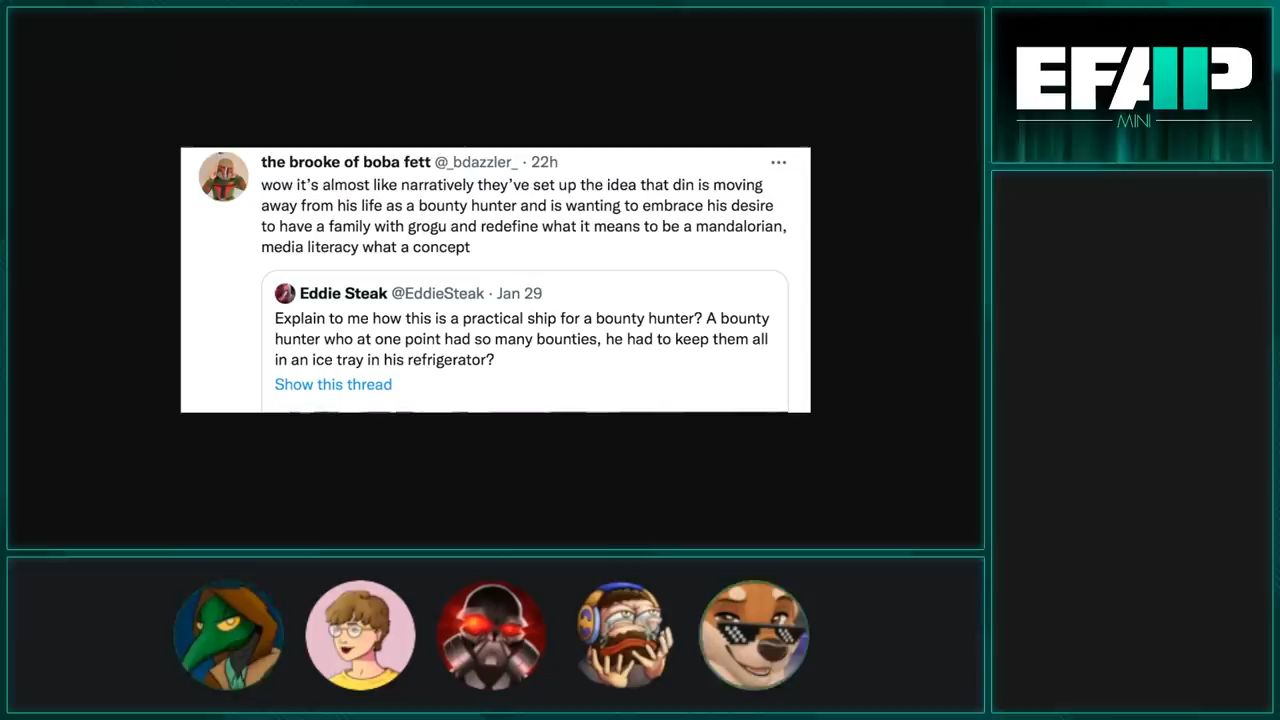 the brooke of boba fett @_bdazzler_ · 22h
wow it's almost like narratively they've set up the idea that din is moving
away from his life as a bounty hunter and is wanting to embrace his desire
to have a family with grogu and redefine what it means to be a mandalorian,
media literacy what a concept
Eddie Steak @EddieSteak · Jan 29
Explain to me how this is a practical ship for a bounty hunter? A bounty
hunter who at one point had so many bounties, he had to keep them all
in an ice tray in his refrigerator?
Show this thread
EFAP
MINI